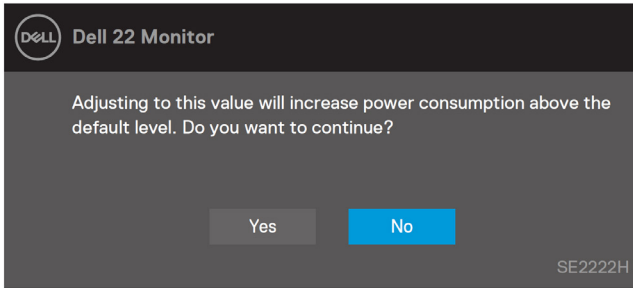 DELL Dell 22 Monitor
Adjusting to this value will increase power consumption above the
default level. Do you want to continue?
Yes No
SE2222H